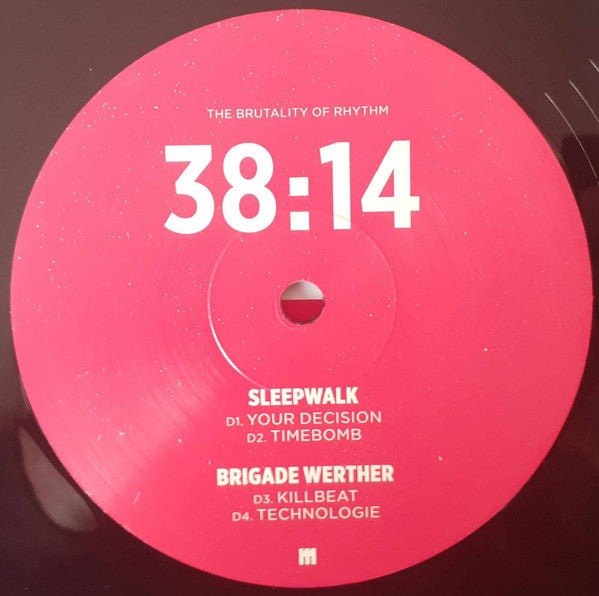 THE BRUTALITY OF RHYTHM
38:14
SLEEPWALK
D1. YOUR DECISION
D2. TIMEBOMB
BRIGADE WERTHER
D3. KILLBEAT
D4. TECHNOLOGIE